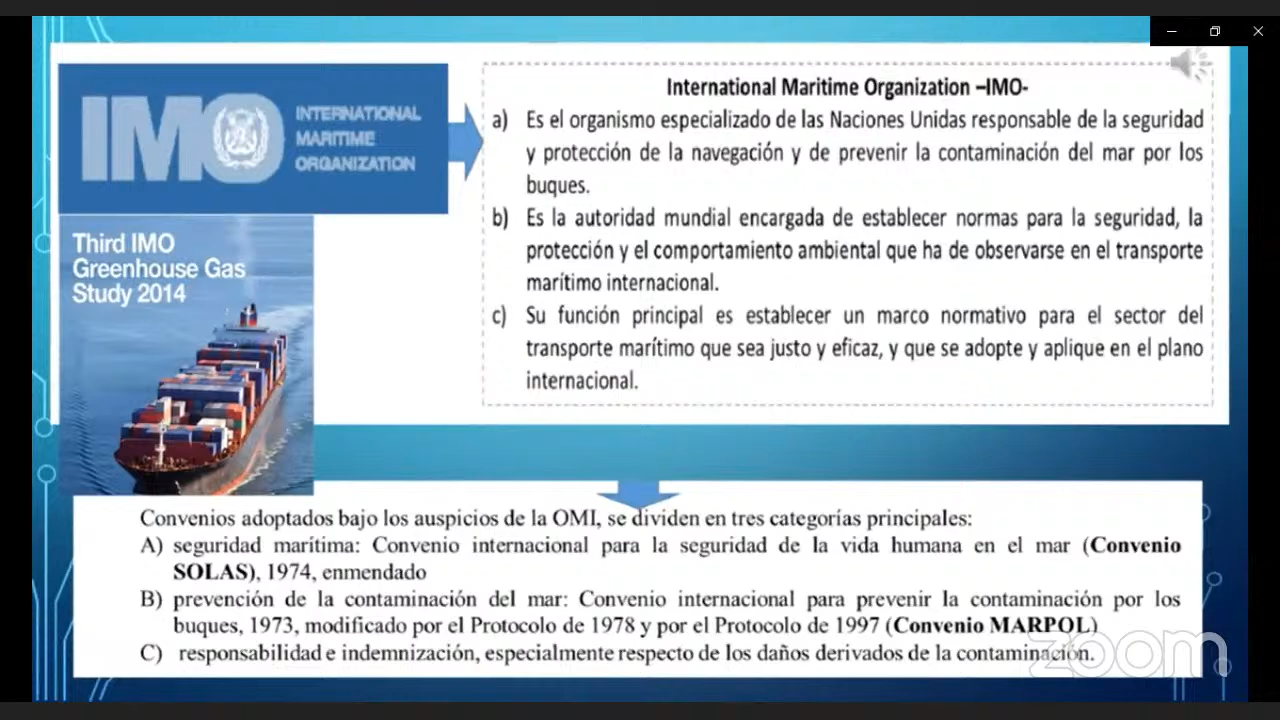 IMO
INTERNATIONAL
MARITIME
ORGANIZATION
Third IMO
Greenhouse Gas
Study 2014
International Maritime Organization –IMO-
a) Es el organismo especializado de las Naciones Unidas responsable de la seguridad
y protección de la navegación y de prevenir la contaminación del mar por los
buques.
b) Es la autoridad mundial encargada de establecer normas para la seguridad, la
protección y el comportamiento ambiental que ha de observarse en el transporte
marítimo internacional.
c) Su función principal es establecer un marco normativo para el sector del
transporte marítimo que sea justo y eficaz, y que se adopte y aplique en el plano
internacional.
Convenios adoptados bajo los auspicios de la OMI, se dividen en tres categorías principales:
A) seguridad marítima: Convenio internacional para la seguridad de la vida humana en el mar (Convenio
SOLAS), 1974, enmendado
B) prevención de la contaminación del mar: Convenio internacional para prevenir la contaminación por los
buques, 1973, modificado por el Protocolo de 1978 y por el Protocolo de 1997 (Convenio MARPOL)
C) responsabilidad e indemnización, especialmente respecto de los daños derivados de la contaminación.
zoom